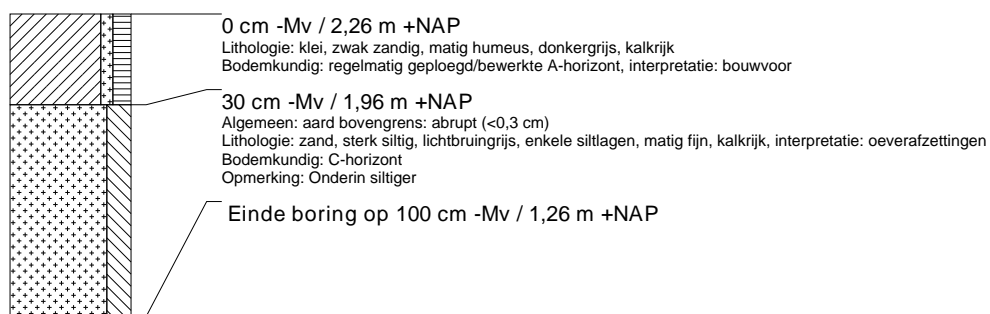 0 cm -Mv / 2,26 m +NAP
Lithologie: klei, zwak zandig, matig humeus, donkergrijs, kalkrijk
Bodemkundig: regelmatig geploegd/bewerkte A-horizont, interpretatie: bouwvoor
30 cm -Mv / 1,96 m +NAP
Algemeen: aard bovengrens: abrupt (<0,3 cm)
Lithologie: zand, sterk siltig, lichtbruingrijs, enkele siltlagen, matig fijn, kalkrijk, interpretatie: oeverafzettingen
Bodemkundig: C-horizont
Opmerking: Onderin siltiger
Einde boring op 100 cm -Mv / 1,26 m +NAP